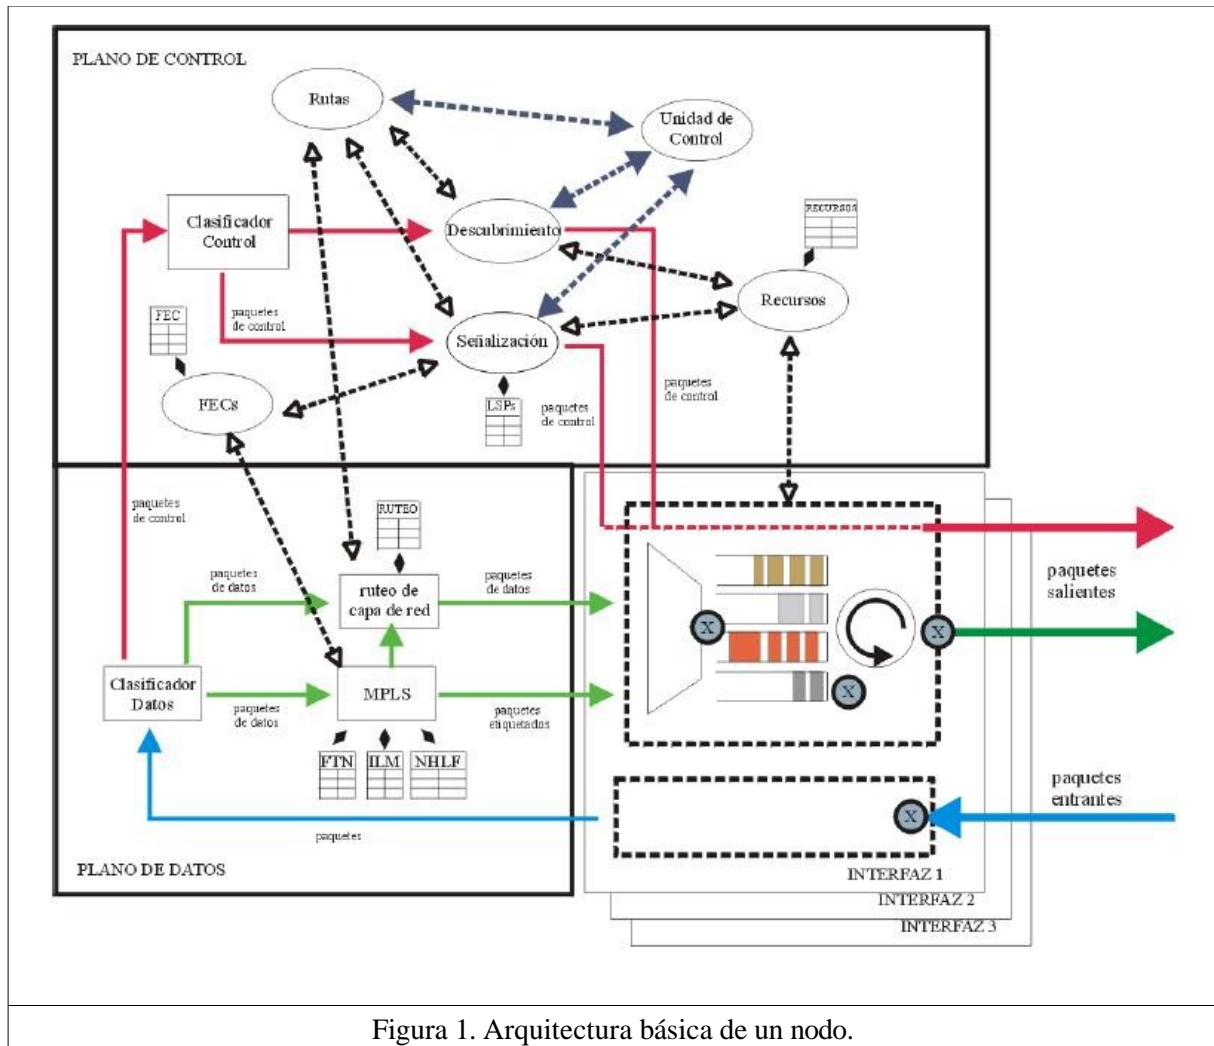 PLANO DE CONTROL
Rutas
Unidad de
Control
Clasificador
Control
Descubrimiento
RECURSOS
Recursos
FEC
paquetes
de control
Señalización
FECs
LSPs
paquetes
de control
paquetes
de control
paquetes
de control
RUTEO
paquetes
de datos
ruteo de
capa de red
paquetes
de datos
paquetes
salientes
X
X
Clasificador
Datos
MPLS
X
paquetes
de datos
paquetes
etiquetados
FTN
ILM
NHLF
paquetes
entrantes
X
paquetes
PLANO DE DATOS
INTERFAZ 1
INTERFAZ 2
INTERFAZ 3
Figura 1. Arquitectura básica de un nodo.